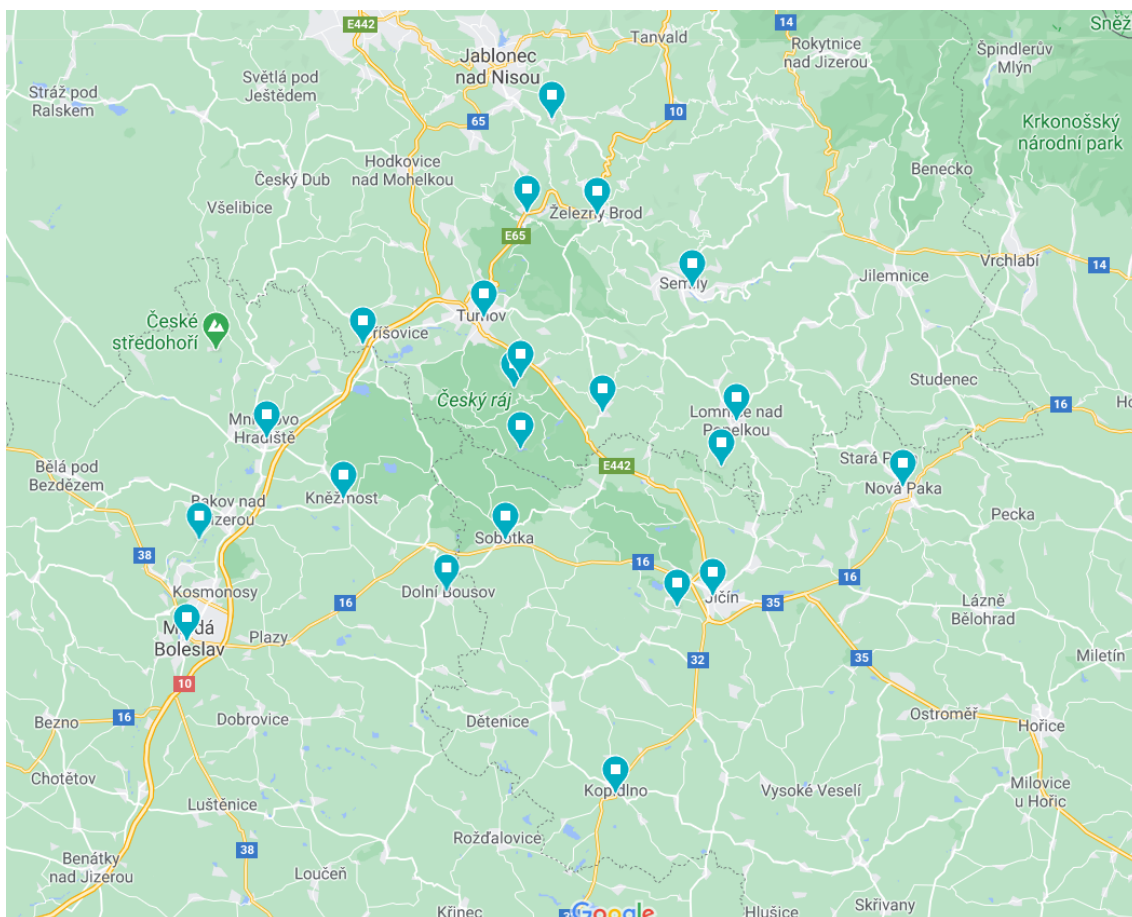 E442
14
Sněž
Tanvald
Rokytnice
nad Jizerou
Špindlerův
Mlýn
Jablonec
nad Nisou
Světlá pod
Ještědem
Stráž pod
Ralskem
10
65
Krkonošský
národní park
Hodkovice
nad Mohelkou
Český Dub
Benecko
Všelibice
Železný Brod
E65
Vrchlabí
14
14
Jilemnice
Semily
České
středohoří
Turnov
Studenec
Český ráj
16
Lomnice nad
Popelkou
Hradiště
Stará
E442
Bělá pod
Bezdězem
Nová Paka
Kněžmost
Bakov nad
Jizerou
Pecka
Sobotka
38
16
16
Kosmonosy
16
Dolní Bousov
Jičín
35
Lázně
Bělohrad
Mladá
Boleslav
Plazy
32
35
Miletín
10
Bezno
16
Dobrovice
Dětenice
Ostroměř
Hořice
Chotětov
Kopidlno
Vysoké Veselí
Milovice
u Hořic
Luštěnice
Rožďalovice
38
Benátky
nad Jizerou
Loučeň
Skřivany
Křinec
Google
Hlušice